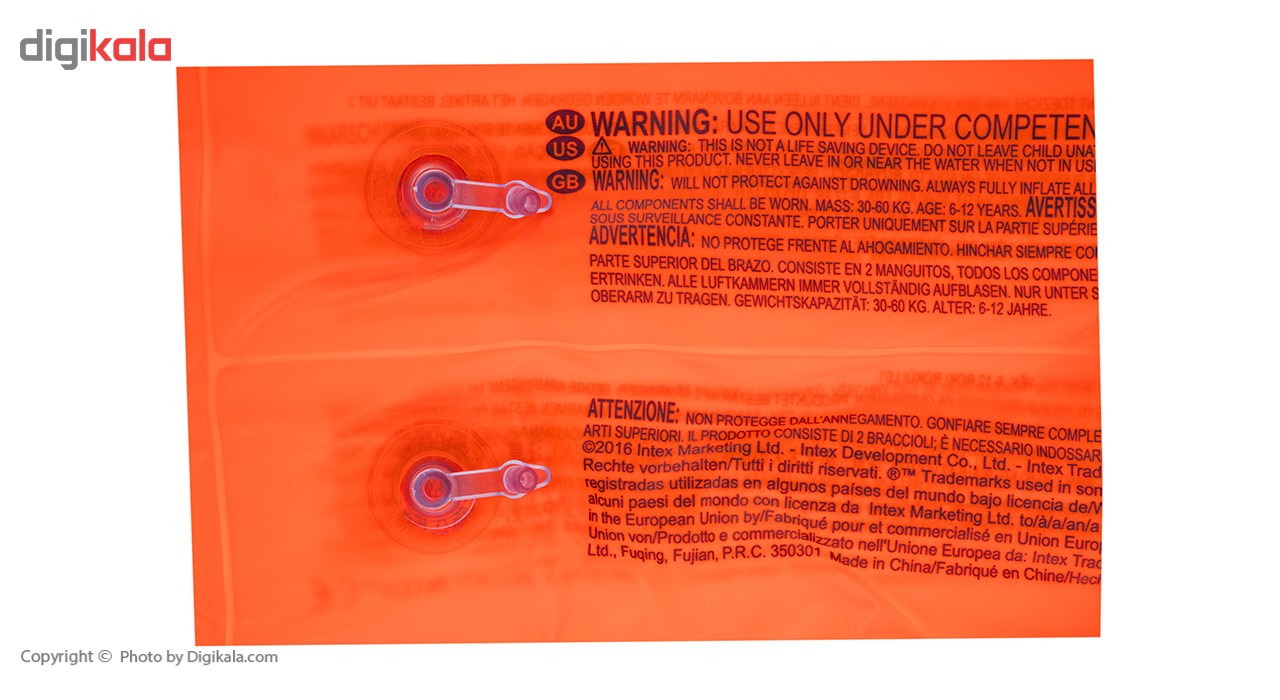 digikala
AU WARNING: USE ONLY UNDER COMPETEN
US WARNING: THIS IS NOT A LIFE SAVING DEVICE. DO NOT LEAVE CHILD UNA
USING THIS PRODUCT. NEVER LEAVE IN OR NEAR THE WATER WHEN NOT IN US
GB WARNING: WILL NOT PROTECT AGAINST DROWNING. ALWAYS FULLY INFLATE ALL
ALL COMPONENTS SHALL BE WORN. MASS: 30-60 KG. AGE: 6-12 YEARS. AVERTISS
SOUS SURVEILLANCE CONSTANTE. PORTER UNIQUEMENT SUR LA PARTIE SUPÉRIE
ADVERTENCIA: NO PROTEGE FRENTE AL AHOGAMIENTO. HINCHAR SIEMPRE CO
PARTE SUPERIOR DEL BRAZO. CONSISTE EN 2 MANGUITOS, TODOS LOS COMPONE
ERTRINKEN. ALLE LUFTKAMMERN IMMER VOLLSTÄNDIG AUFBLASEN. NUR UNTER S
OBERARM ZU TRAGEN. GEWICHTSKAPAZITÄT: 30-60 KG. ALTER: 6-12 JAHRE.
ATTENZIONE: NON PROTEGGE DALL'ANNEGAMENTO. GONFIARE SEMPRE COMPLE
ARTI SUPERIORI. IL PRODOTTO CONSISTE DI 2 BRACCIOLI; È NECESSARIO INDOSSAR
©2016 Intex Marketing Ltd. - Intex Development Co., Ltd. - Intex Trad
Rechte vorbehalten/Tutti i diritti riservati. ®™ Trademarks used in som
registradas utilizadas en algunos países del mundo bajo licencia de/V
alcuni paesi del mondo con licenza da Intex Marketing Ltd. to/à/a/an/a
in the European Union by/Fabriqué pour et commercialisé en Union Euro
Union von/Prodotto e commercializzato nell'Unione Europea da: Intex Trad
Ltd., Fuqing, Fujian, P.R.C. 350301 Made in China/Fabriqué en Chine/Hec
Copyright © Photo by Digikala.com